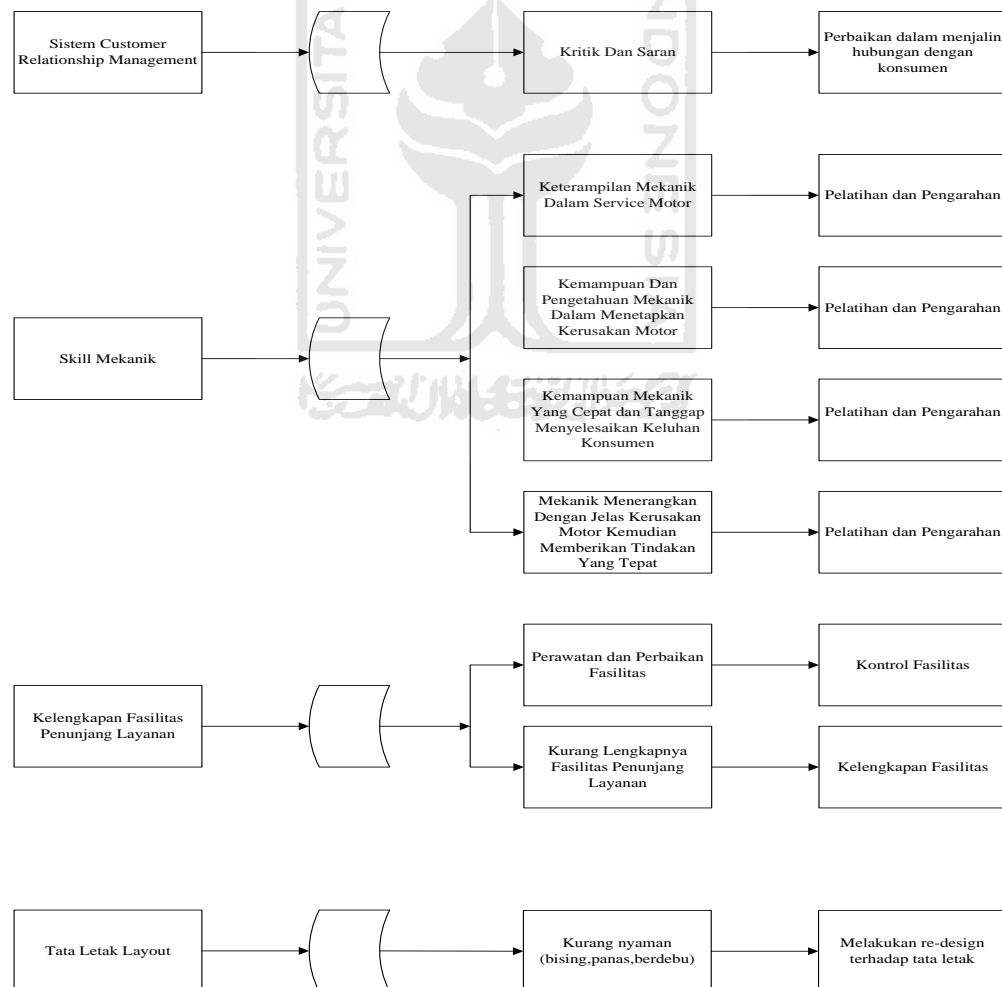 Sistem Customer
Relationship Management
Kritik Dan Saran
Perbaikan dalam menjalin
hubungan dengan
konsumen
Keterampilan Mekanik
Dalam Service Motor
Pelatihan dan Pengarahan
Kemampuan Dan
Pengetahuan Mekanik
Dalam Menetapkan
Kerusakan Motor
Pelatihan dan Pengarahan
Skill Mekanik
Kemampuan Mekanik
Yang Cepat dan Tanggap
Menyelesaikan Keluhan
Konsumen
Pelatihan dan Pengarahan
Mekanik Menerangkan
Dengan Jelas Kerusakan
Motor Kemudian
Memberikan Tindakan
Yang Tepat
Pelatihan dan Pengarahan
Kelengkapan Fasilitas
Penunjang Layanan
Perawatan dan Perbaikan
Fasilitas
Kontrol Fasilitas
Kurang Lengkapnya
Fasilitas Penunjang
Layanan
Kelengkapan Fasilitas
Tata Letak Layout
Kurang nyaman
(bising,panas,berdebu)
Melakukan re-design
terhadap tata letak
UNIVERSITA